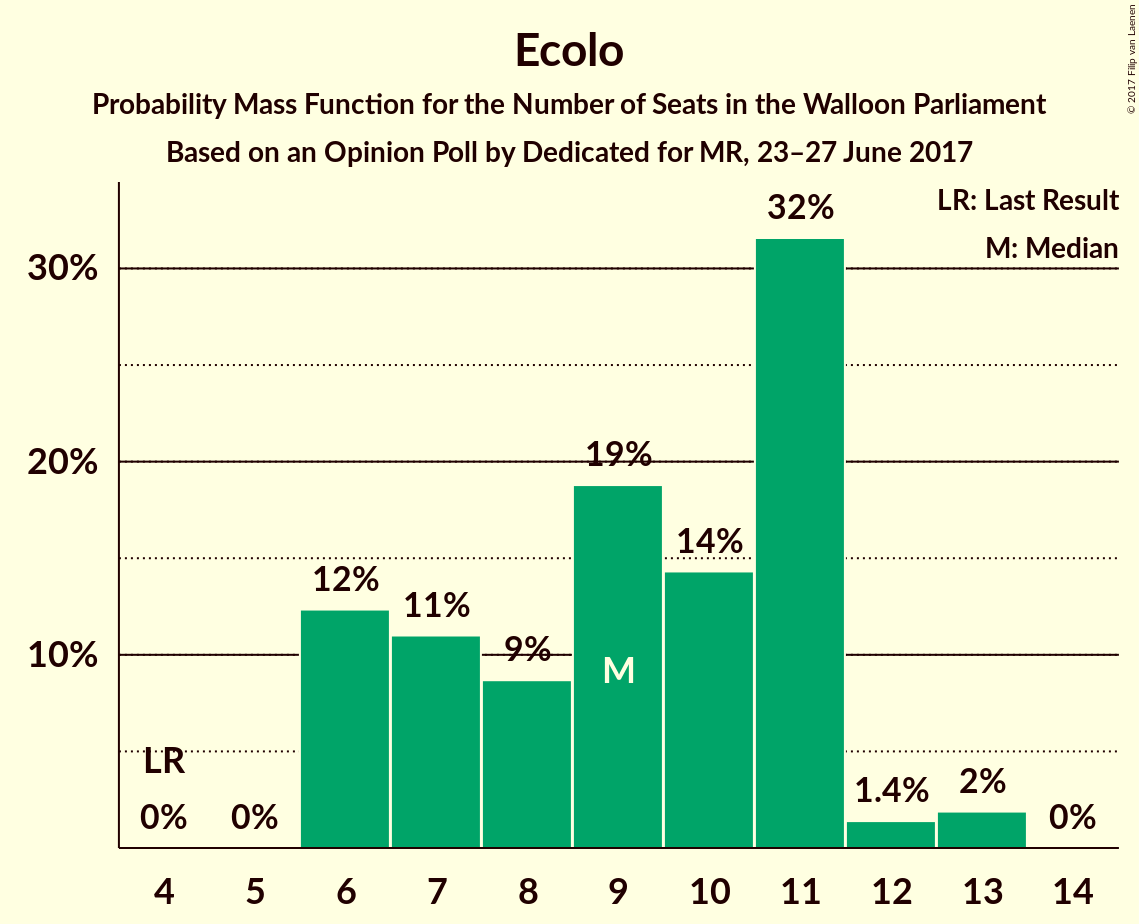 Ecolo
Probability Mass Function for the Number of Seats in the Walloon Parliament
Based on an Opinion Poll by Dedicated for MR, 23–27 June 2017
© 2017 Filip van Laenen
LR: Last Result
M: Median
32%
30%
20%
19%
14%
12%
11%
10%
9%
M
LR
0%
0%
1.4%
2%
0%
4 5 6 7 8 9 10 11 12 13 14